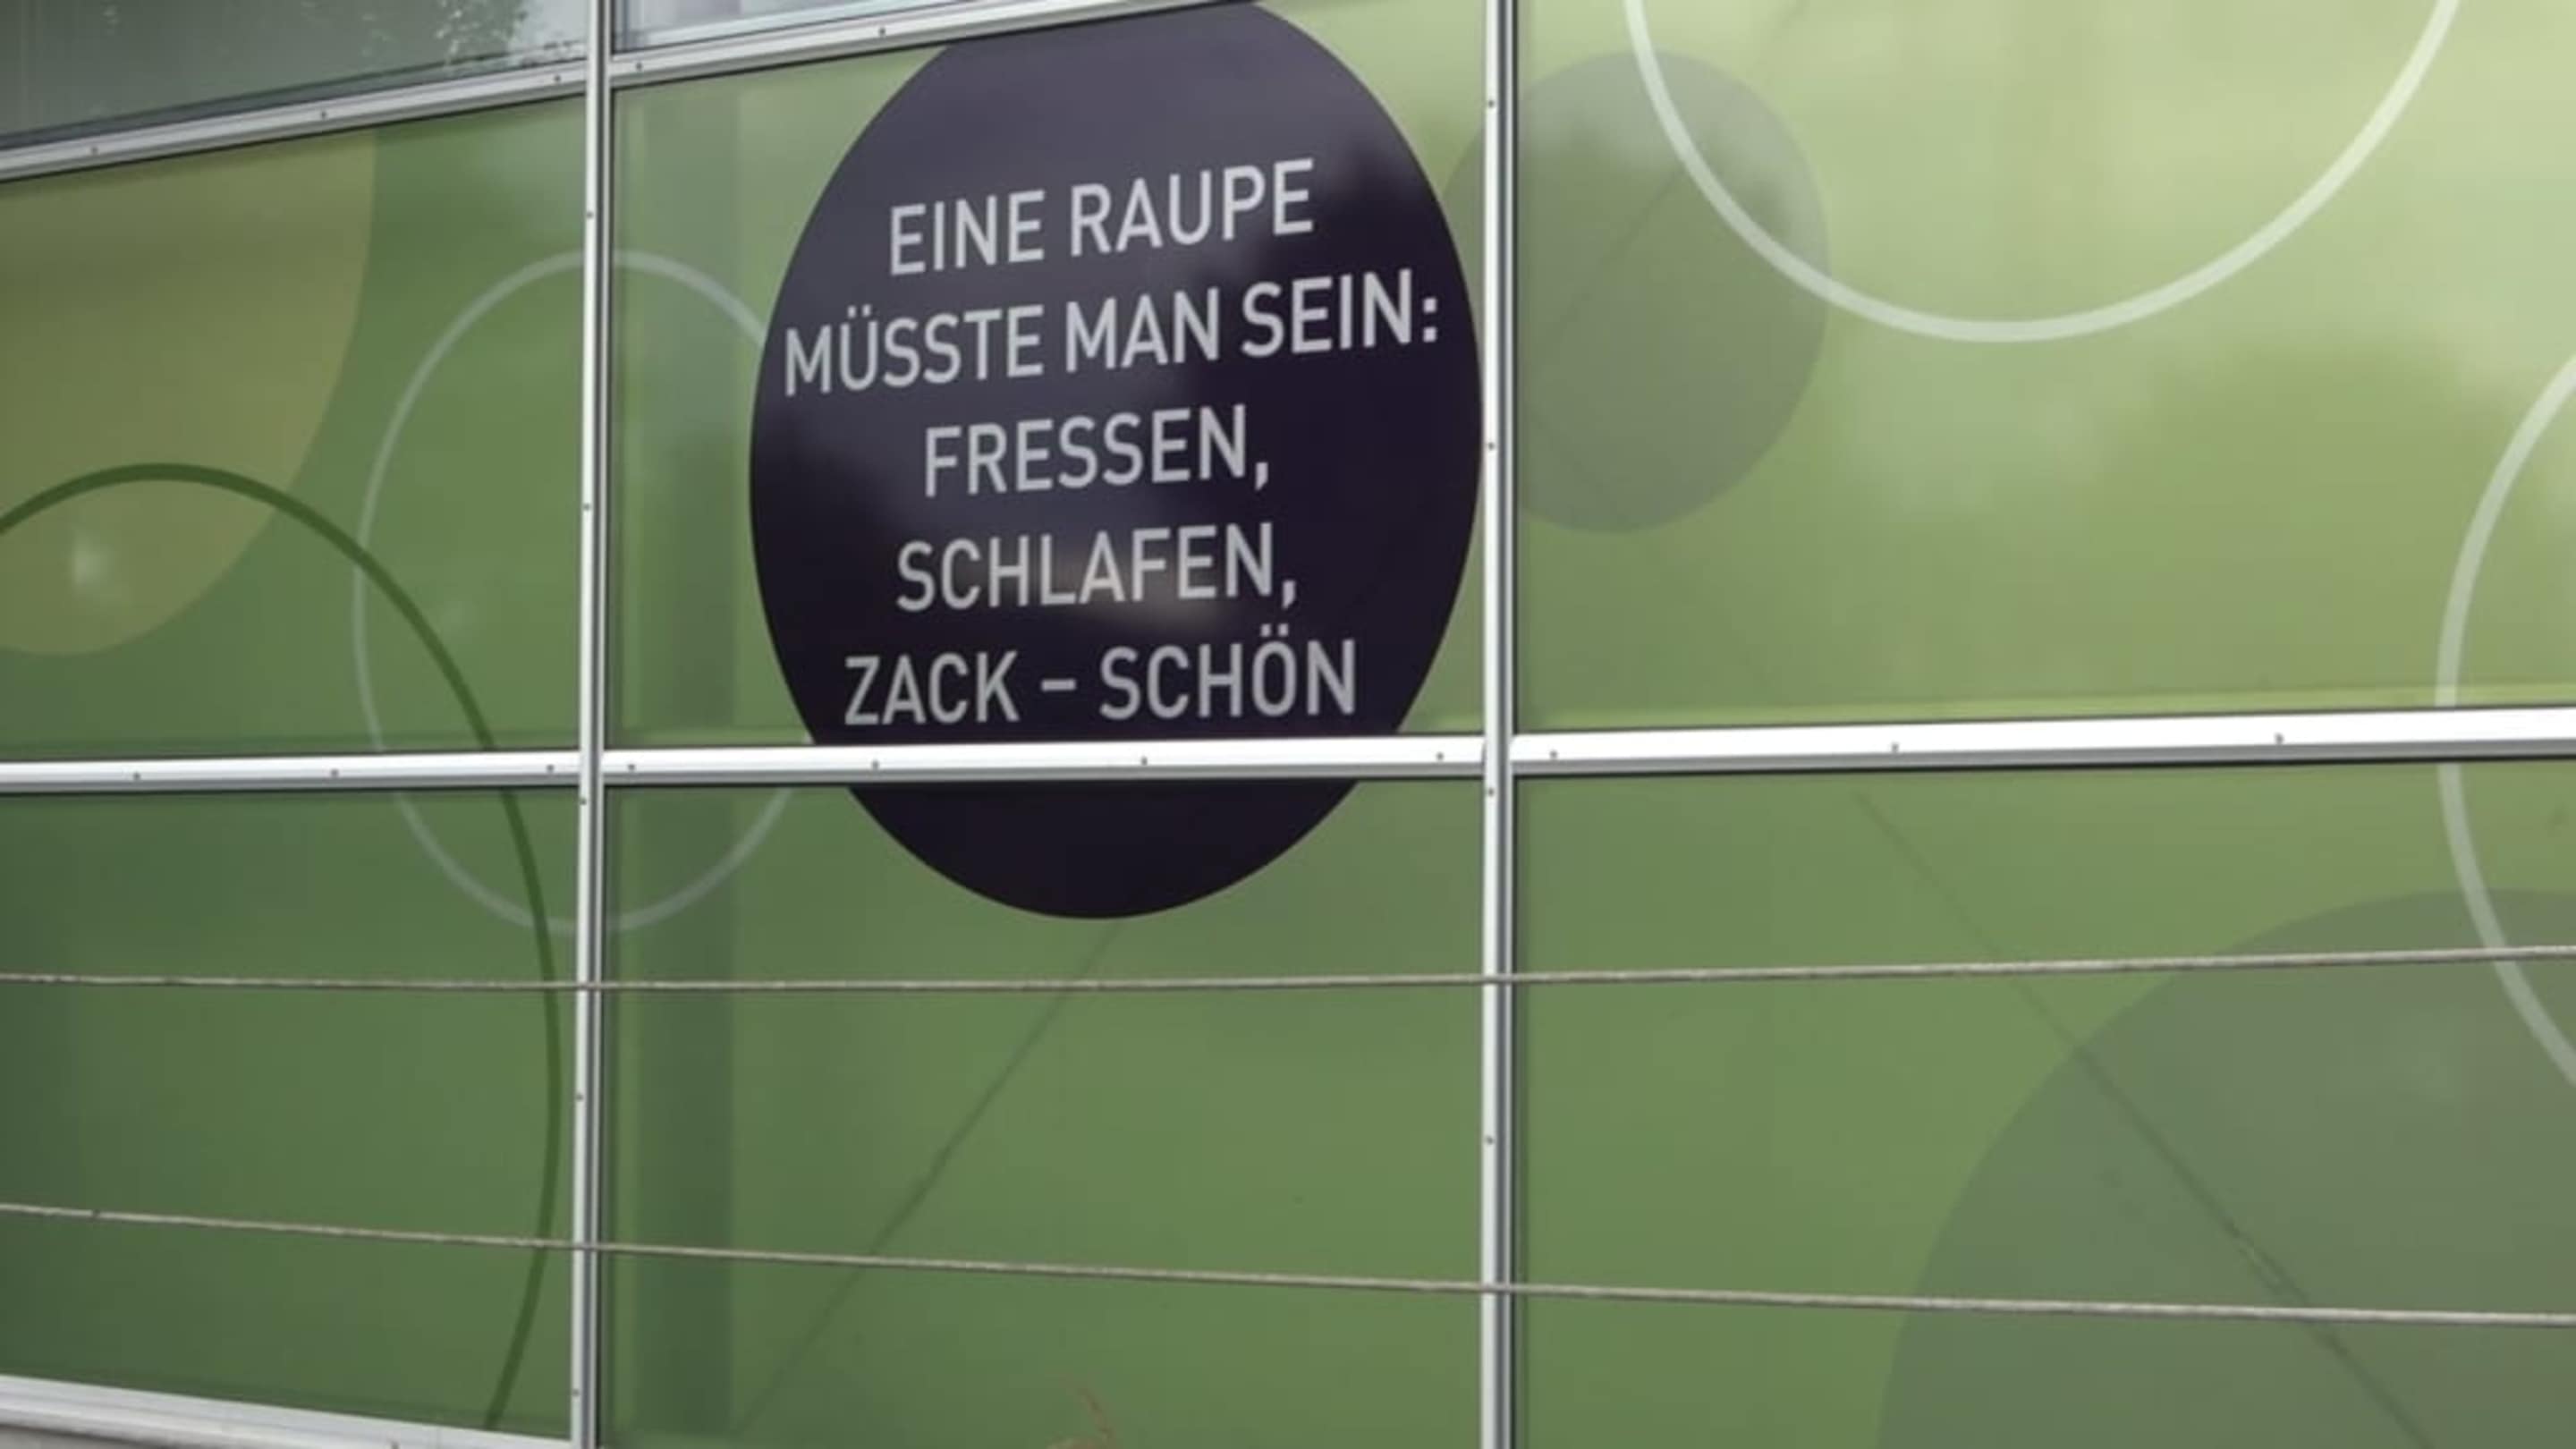 EINE RAUPE
MÜSSTE MAN SEIN:
FRESSEN,
SCHLAFEN,
ZACK – SCHÖN